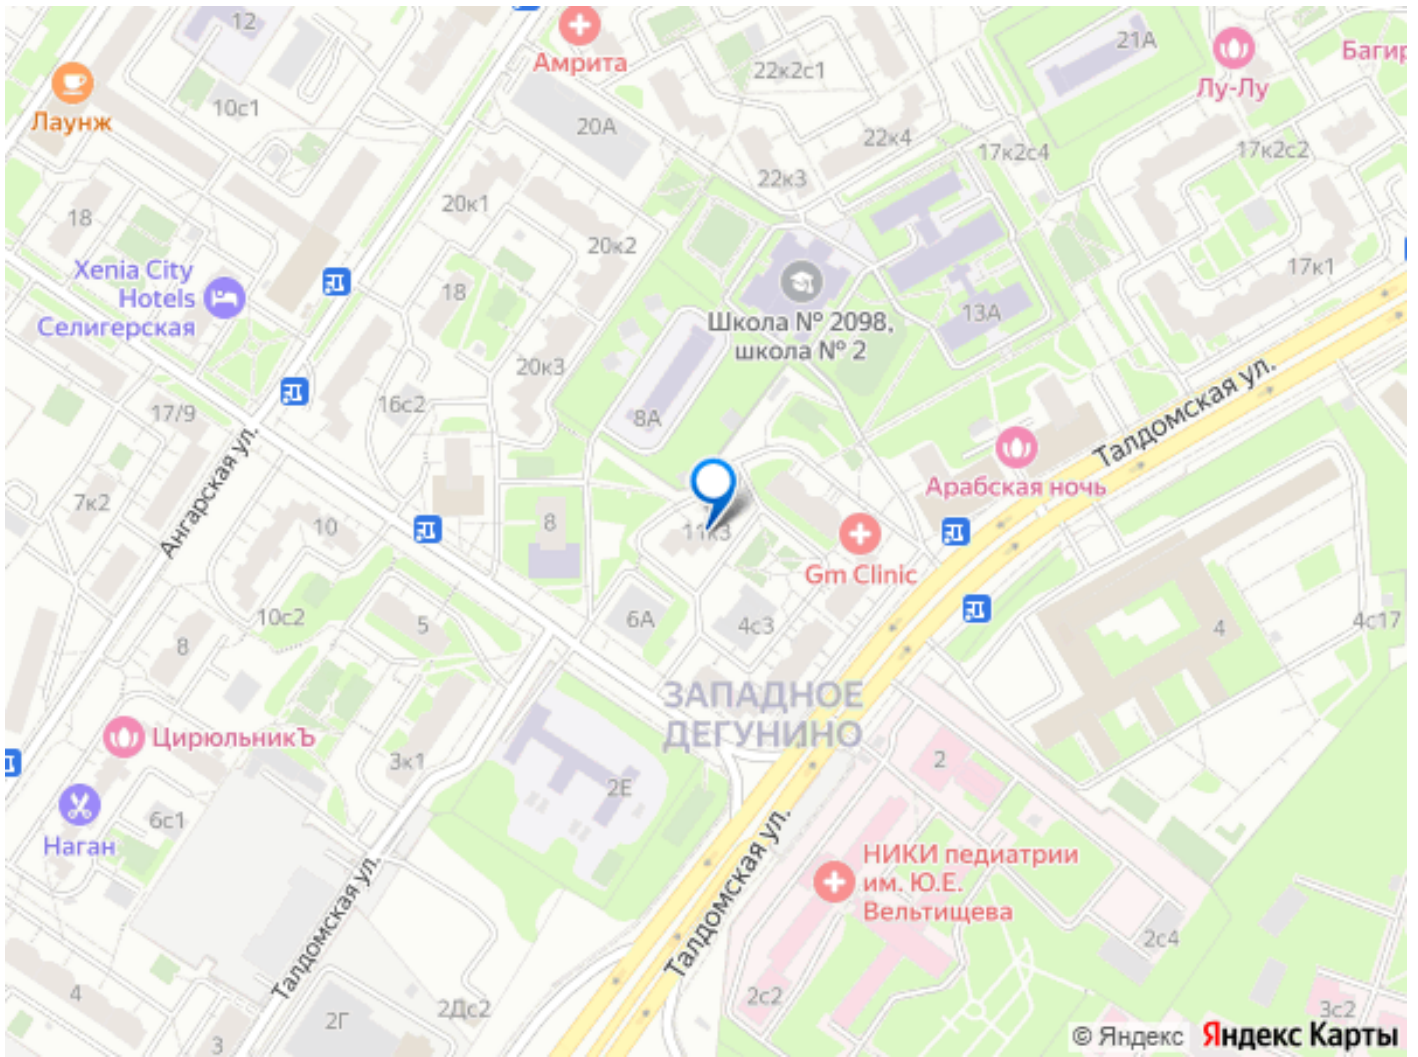 12
Амрита
22к2с1
21А
Лу-Лу
Багир
Лаунж
10с1
20А
22к4
17к2с4
17к2с2
22к3
18
20к1
20к2
17к1
Xenia City
Hotels
Селигерская
18
13А
Школа № 2098,
школа № 2
20к3
16с2
8А
17/9
Талдомская ул.
Арабская ночь
Ангарская ул.
7к2
10
8
11к3
Gm Clinic
10с2
5
6А
4с3
4
4с17
8
ЗАПАДНОЕ
ДЕГУНИНО
ЦирюльникЪ
3к1
2Е
2
Наган
6с1
Талдомская ул.
Талдомская ул.
НИКИ педиатрии
им. Ю.Е.
Вельтищева
2с4
4
2с2
2Дс2
2Г
3
3с2
© Яндекс Яндекс Карты